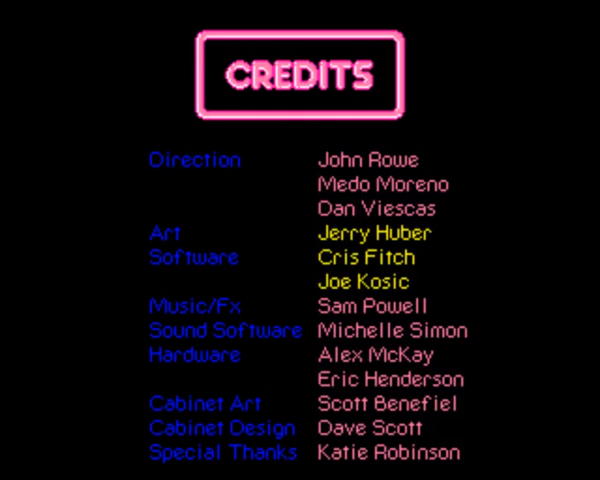 CREDITS
Direction John Rowe
Medo Moreno
Dan Viescas
Art Jerry Huber
Software Cris Fitch
Joe Kosic
Music/Fx Sam Powell
Sound Software Michelle Simon
Hardware Alex McKay
Eric Henderson
Cabinet Art Scott Benefiel
Cabinet Design Dave Scott
Special Thanks Katie Robinson